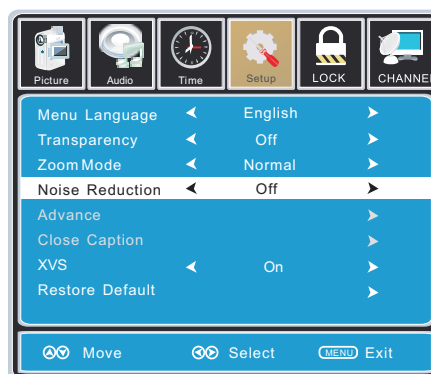 Picture Audio Time Setup LOCK CHANNE
Menu Language English
Transparency Off
Zoom Mode Normal
Noise Reduction Off
Advance
Close Caption
XVS On
Restore Default
Move Select MENU Exit